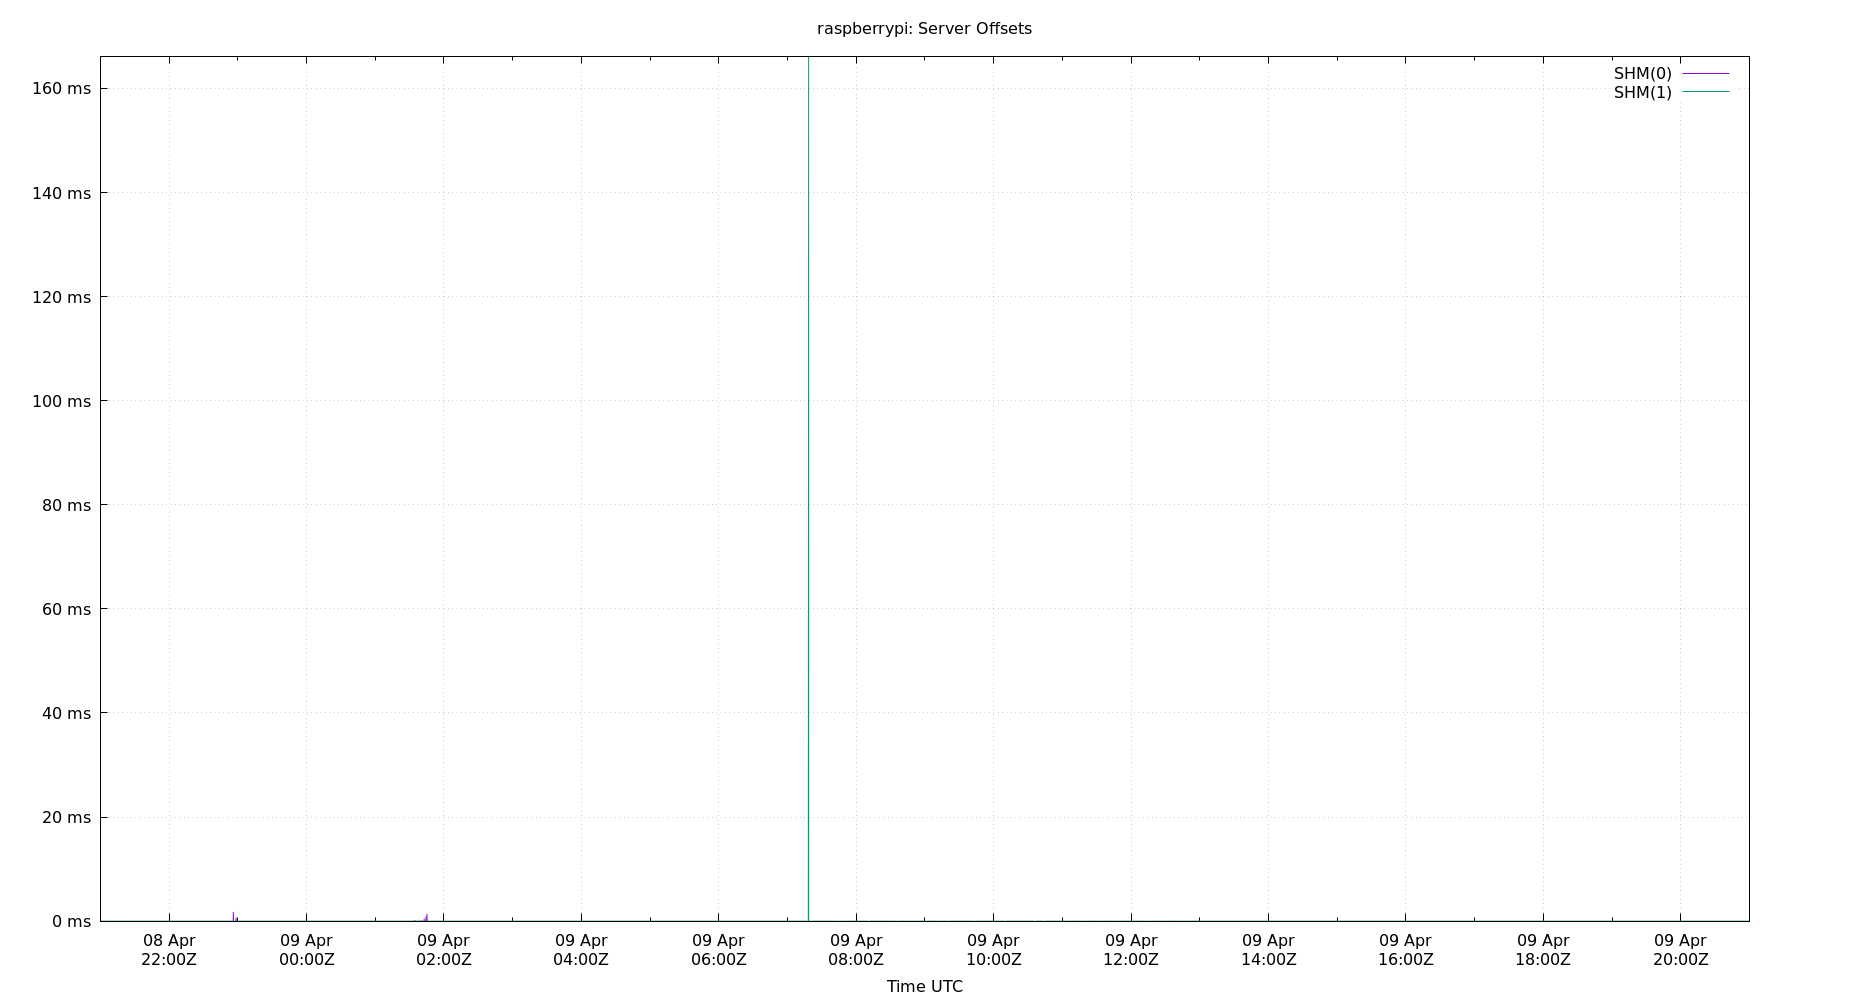 raspberrypi: Server Offsets
SHM(0)
SHM(1)
160 ms
140 ms
120 ms
100 ms
80 ms
60 ms
40 ms
20 ms
0 ms
08 Apr 09 Apr 09 Apr 09 Apr 09 Apr 09 Apr 09 Apr 09 Apr 09 Apr 09 Apr 09 Apr 09 Apr
22:00Z 00:00Z 02:00Z 04:00Z 06:00Z 08:00Z 10:00Z 12:00Z 14:00Z 16:00Z 18:00Z 20:00Z
Time UTC